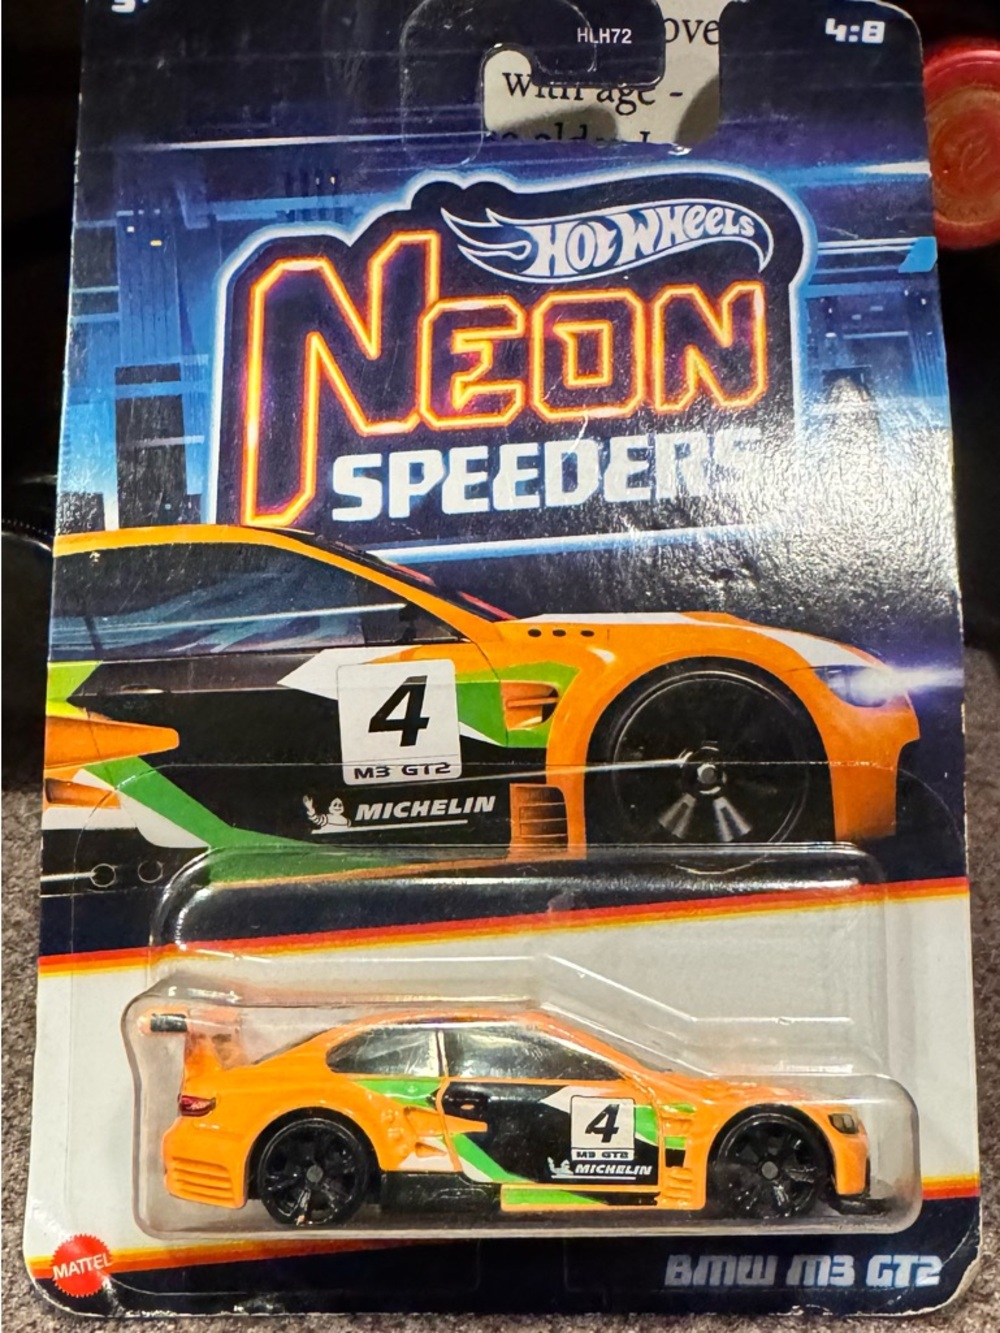 HLH72
4:8
ove
with age -
HOT WHEELS
NEON
SPEEDERS
4
M3 GT2
MICHELIN
4
M3 GT2
MICHELIN
MATTEL
BMW M3 GT2